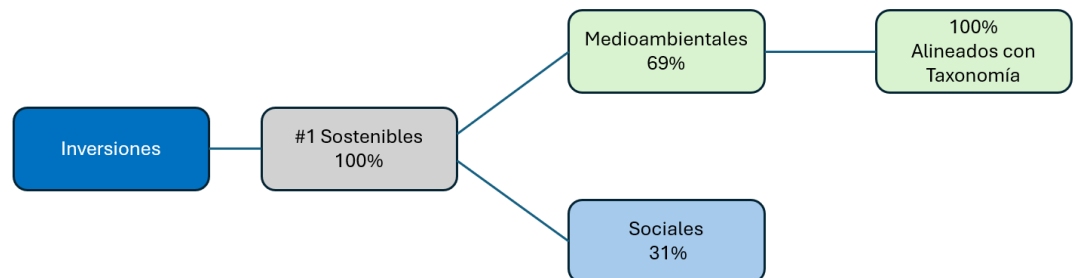 Inversiones
#1 Sostenibles
100%
Medioambientales
69%
100%
Alineados con
Taxonomía
Sociales
31%